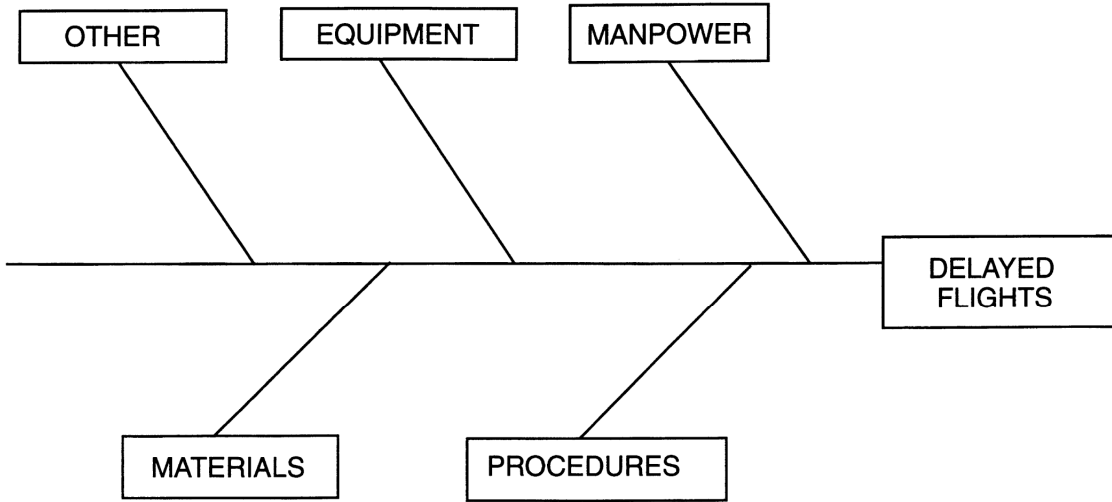 OTHER
EQUIPMENT
MANPOWER
DELAYED
FLIGHTS
MATERIALS
PROCEDURES